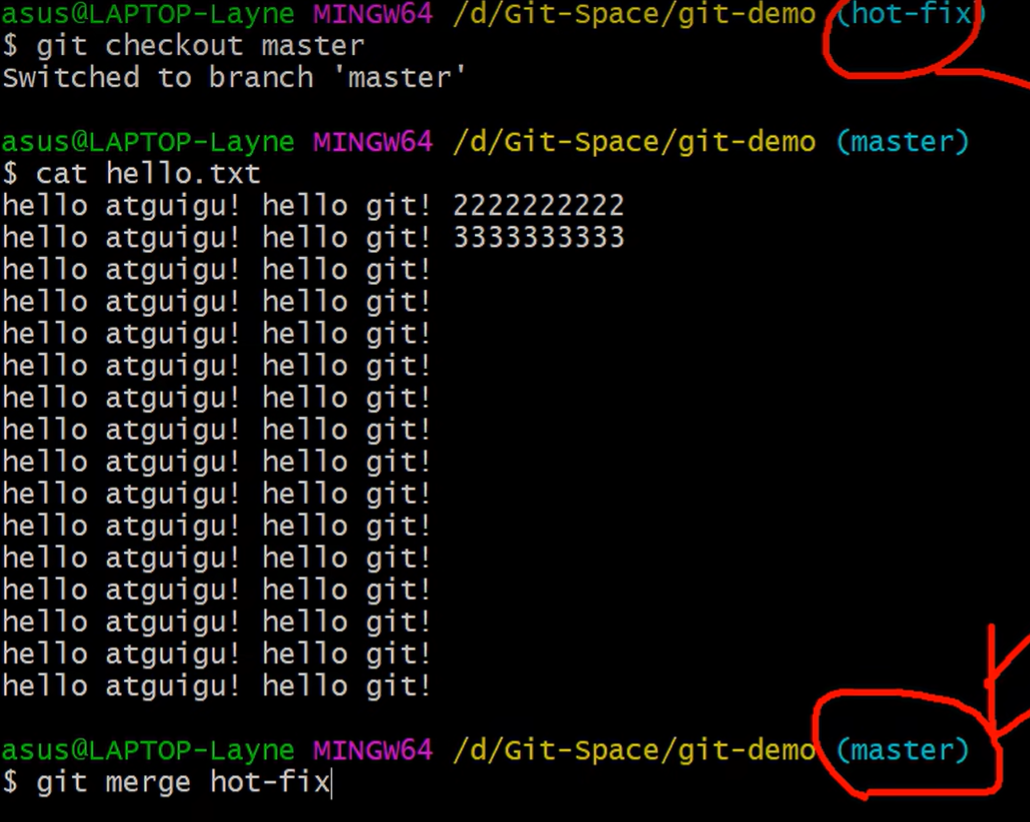 asus@LAPTOP-Layne MINGW64 /d/Git-Space/git-demo (hot-fix)
$ git checkout master
Switched to branch 'master'
asus@LAPTOP-Layne MINGW64 /d/Git-Space/git-demo (master)
$ cat hello.txt
hello atguigu! hello git! 2222222222
hello atguigu! hello git! 3333333333
hello atguigu! hello git!
hello atguigu! hello git!
hello atguigu! hello git!
hello atguigu! hello git!
hello atguigu! hello git!
hello atguigu! hello git!
hello atguigu! hello git!
hello atguigu! hello git!
hello atguigu! hello git!
hello atguigu! hello git!
hello atguigu! hello git!
hello atguigu! hello git!
hello atguigu! hello git!
hello atguigu! hello git!
asus@LAPTOP-Layne MINGW64 /d/Git-Space/git-demo (master)
$ git merge hot-fix